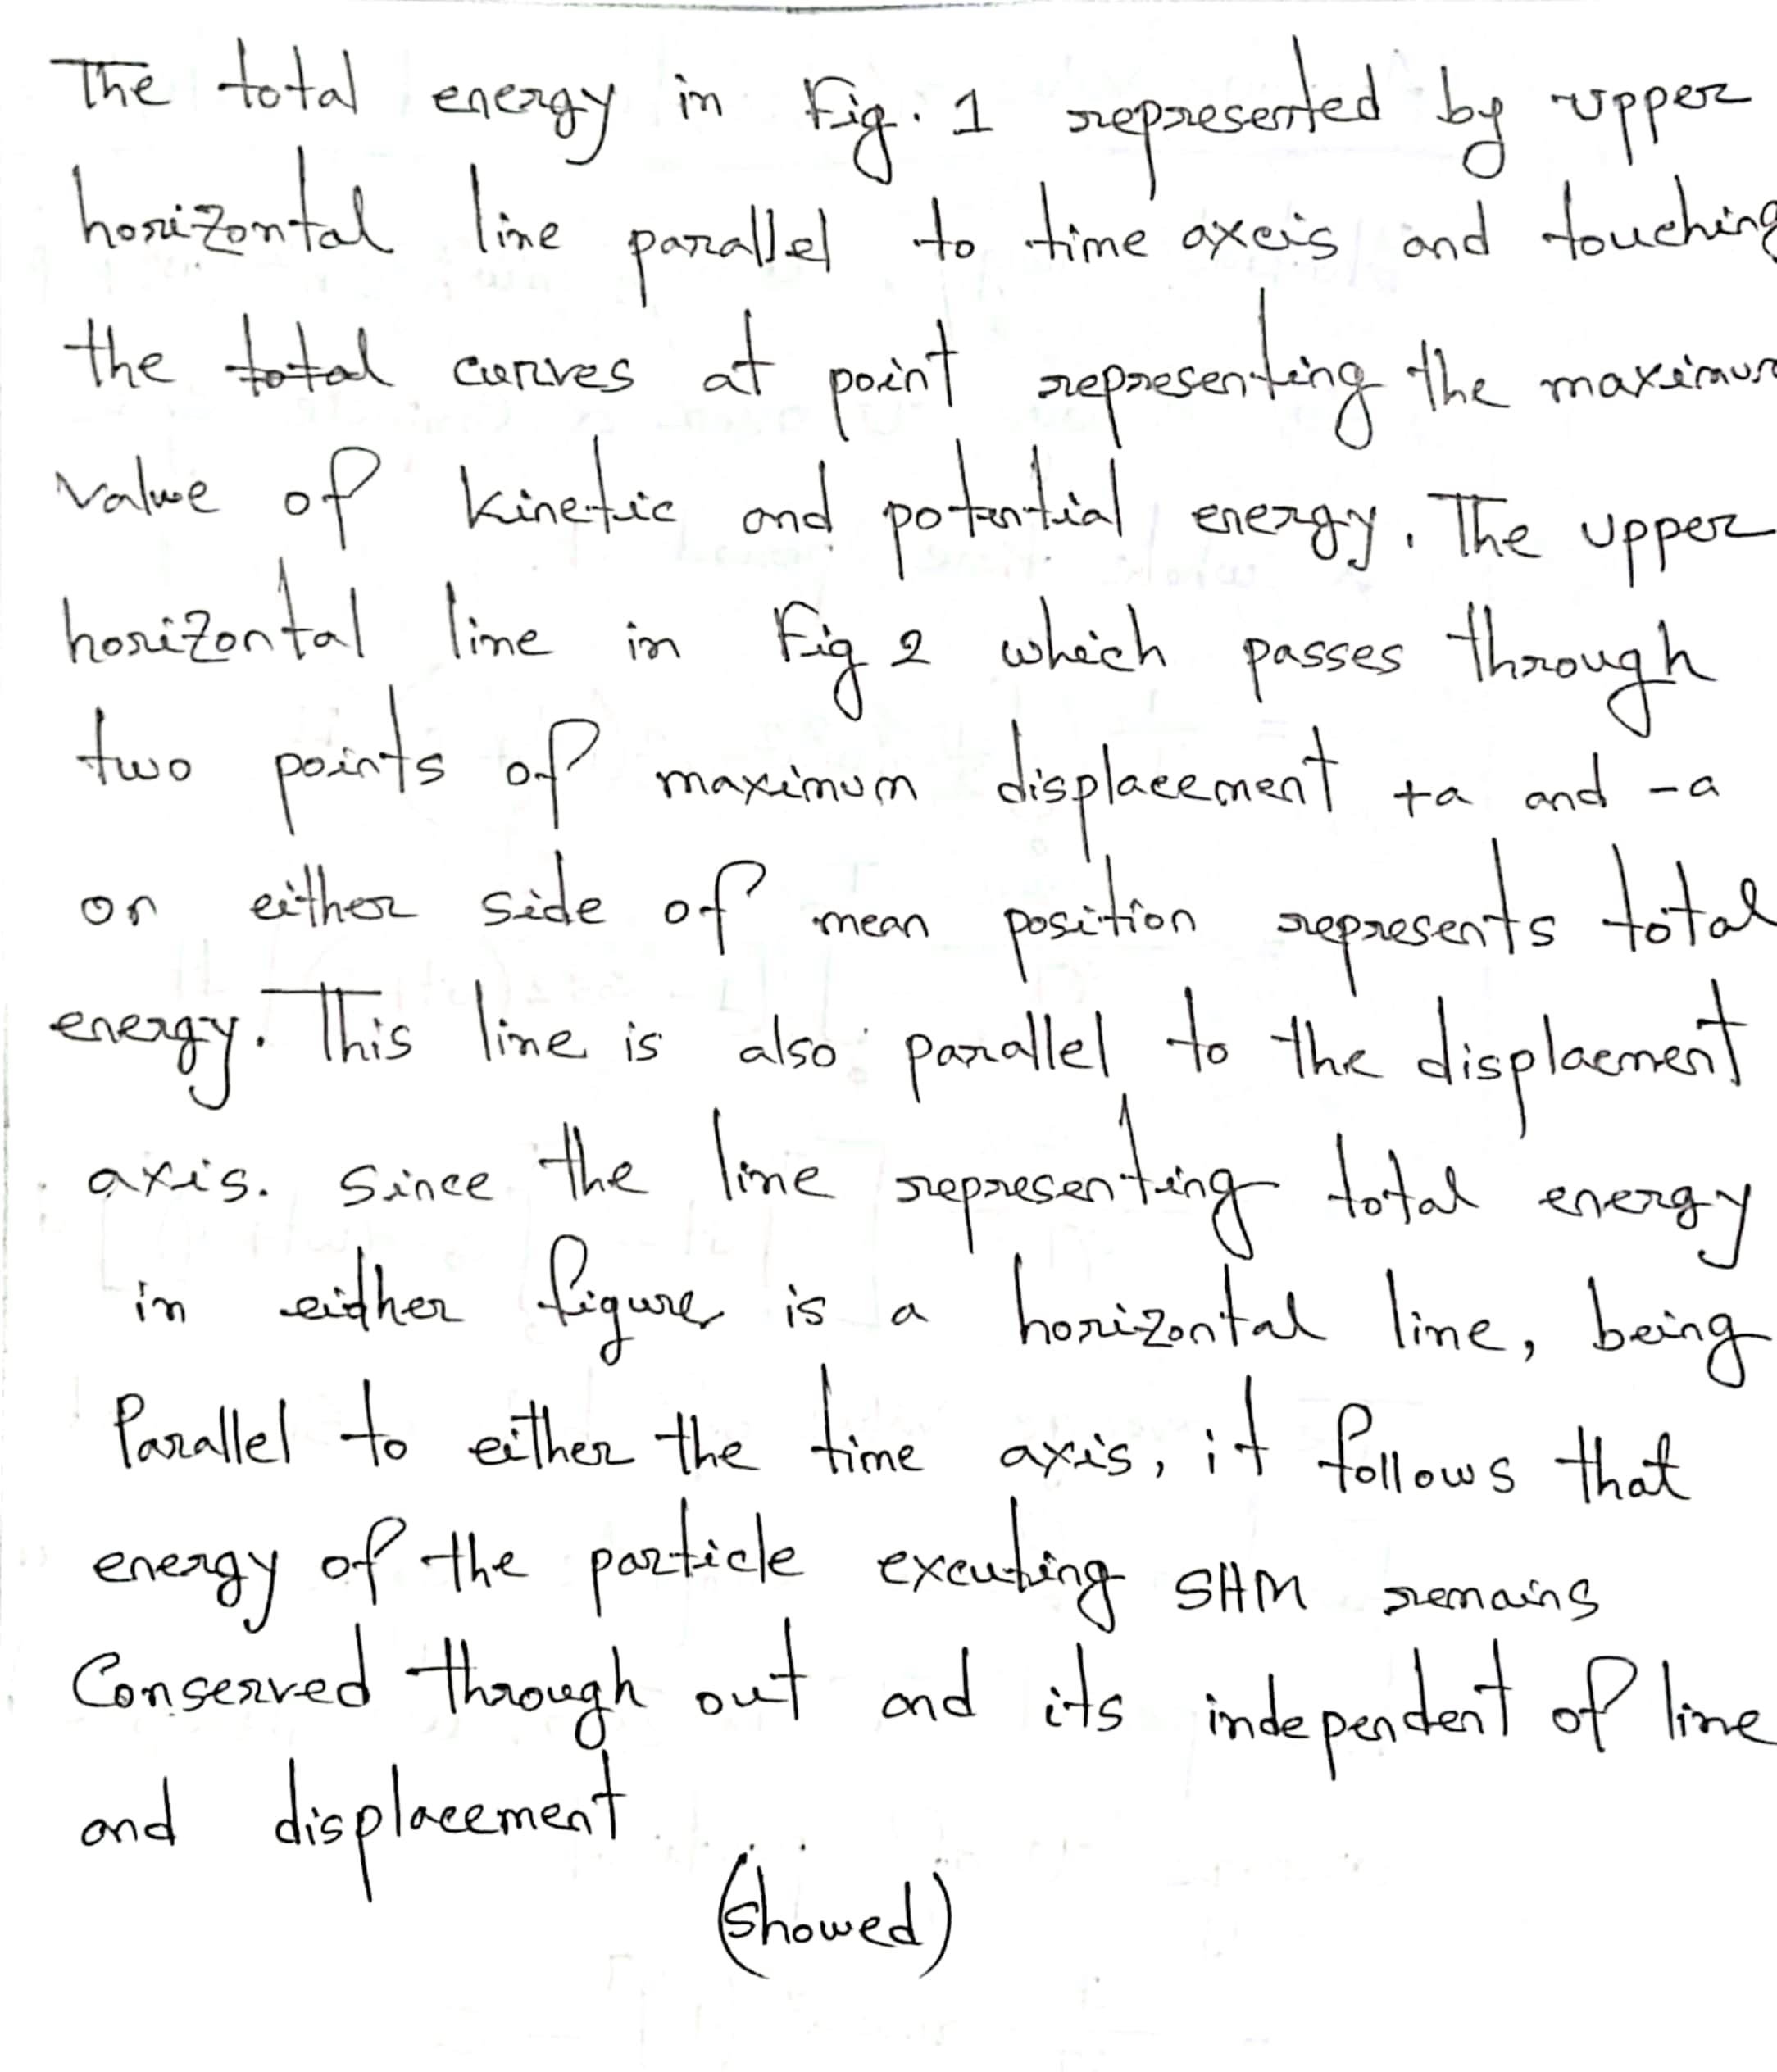 The total energy in Fig. 1 represented by upper
horizontal line parallel to time axeis and touching
the total curves at point representing the maximum
value of kinetic and potential energy. The upper
horizontal line in Fig 2 which passes through
two points of maximum displacement +a and -a
on either side of mean position represents total
energy. This line is also parallel to the displaement
axis. Since the line representing total energy
in either figure is a horizontal line, being
Parallel to either the time axis, it follows that
energy of the particle excuting SHM remains
Conserved through out and its independent of line
and displacement
(Showed)